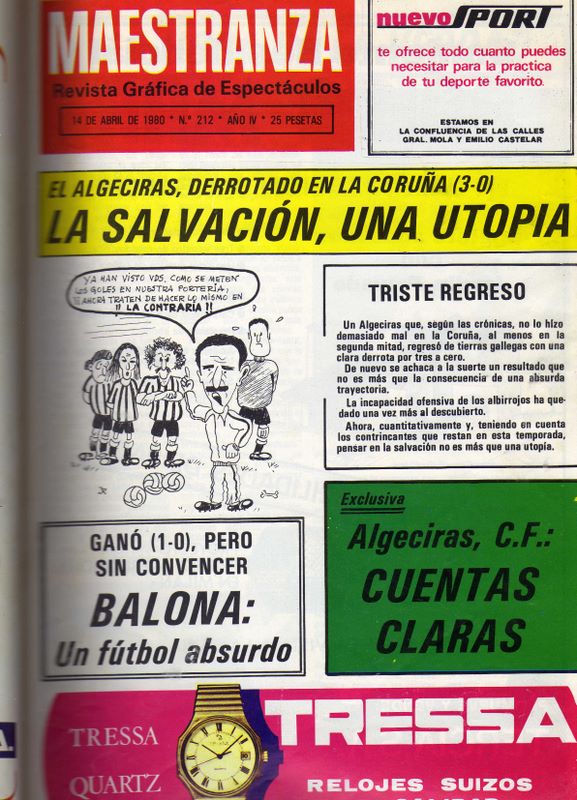 MAESTRANZA
Revista Gráfica de Espectáculos
14 DE ABRIL DE 1980 * N.º 212 * AÑO IV * 25 PESETAS
nuevo SPORT
te ofrece todo cuanto puedes
necesitar para la practica
de tu deporte favorito.
ESTAMOS EN
LA CONFLUENCIA DE LAS CALLES
GRAL. MOLA Y EMILIO CASTELAR
EL ALGECIRAS, DERROTADO EN LA CORUÑA (3-0)
LA SALVACIÓN, UNA UTOPIA
YA HAN VISTO VDS. COMO SE METEN
LOS GOLES EN NUESTRA PORTERÍA,
¡¡AHORA TRATEN DE HACER LO MISMO EN
¡¡ LA CONTRARIA !!
TRISTE REGRESO
Un Algeciras que, según las crónicas, no lo hizo
demasiado mal en la Coruña, al menos en la
segunda mitad, regresó de tierras gallegas con una
clara derrota por tres a cero.
De nuevo se achaca a la suerte un resultado que
no es más que la consecuencia de una absurda
trayectoria.
La incapacidad ofensiva de los albirrojos ha que-
dado una vez más al descubierto.
Ahora, cuantitativamente y, teniendo en cuenta
los contrincantes que restan en esta temporada,
pensar en la salvación no es más que una utopía.
GANÓ (1-0), PERO
SIN CONVENCER
BALONA:
Un fútbol absurdo
Exclusiva
Algeciras, C.F.:
CUENTAS
CLARAS
A.
TRESSA
QUARTZ
TRESSA
TRESSA
RELOJES SUIZOS